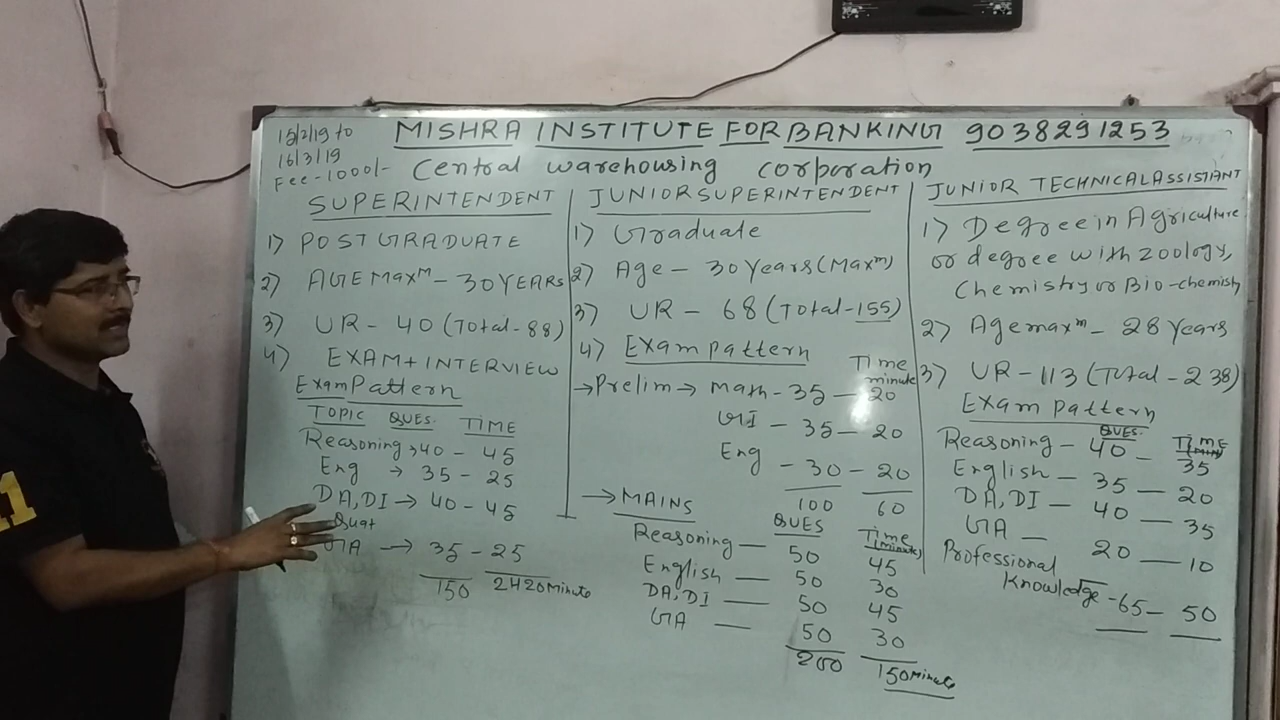 15/2/19 to
16/3/19
Fee-1000/-
MISHRA INSTITUTE FOR BANKING 9038291253
Central warehousing corporation
SUPERINTENDENT
1) POST GRADUATE
2) AGE Maxᵐ - 30 YEARS
3) UR - 40 (Total-88)
4) EXAM+INTERVIEW
Exam Pattern
TOPIC QUES. TIME
Reasoning → 40 - 45
Eng → 35 - 25
DA, DI → 40 - 45
Quat
GA → 35 - 25
150 2H20Minute
JUNIOR SUPERINTENDENT
1) Graduate
2) Age - 30 Years (Maxᵐ)
3) UR - 68 (Total-155)
4) Exam pattern
Time
minute
→ Prelim → Math - 35 - 20
GI - 35 - 20
Eng - 30 - 20
100 60
→ MAINS
QUES Time
(minute)
Reasoning - 50 45
English - 50 30
DA, DI - 50 45
GA - 50 30
200 150 Minute
JUNIOR TECHNICAL ASSISTANT
1) Degree in Agriculture
or degree with zoology,
Chemistry or Bio-chemisty
2) Age maxᵐ - 28 Years
3) UR - 113 (Total - 238)
Exam pattern
QUES. Time
Reasoning - 40 - 35
English - 35 - 20
DA, DI - 40 - 35
GA - 20 - 10
Professional
Knowledge - 65 - 50
1